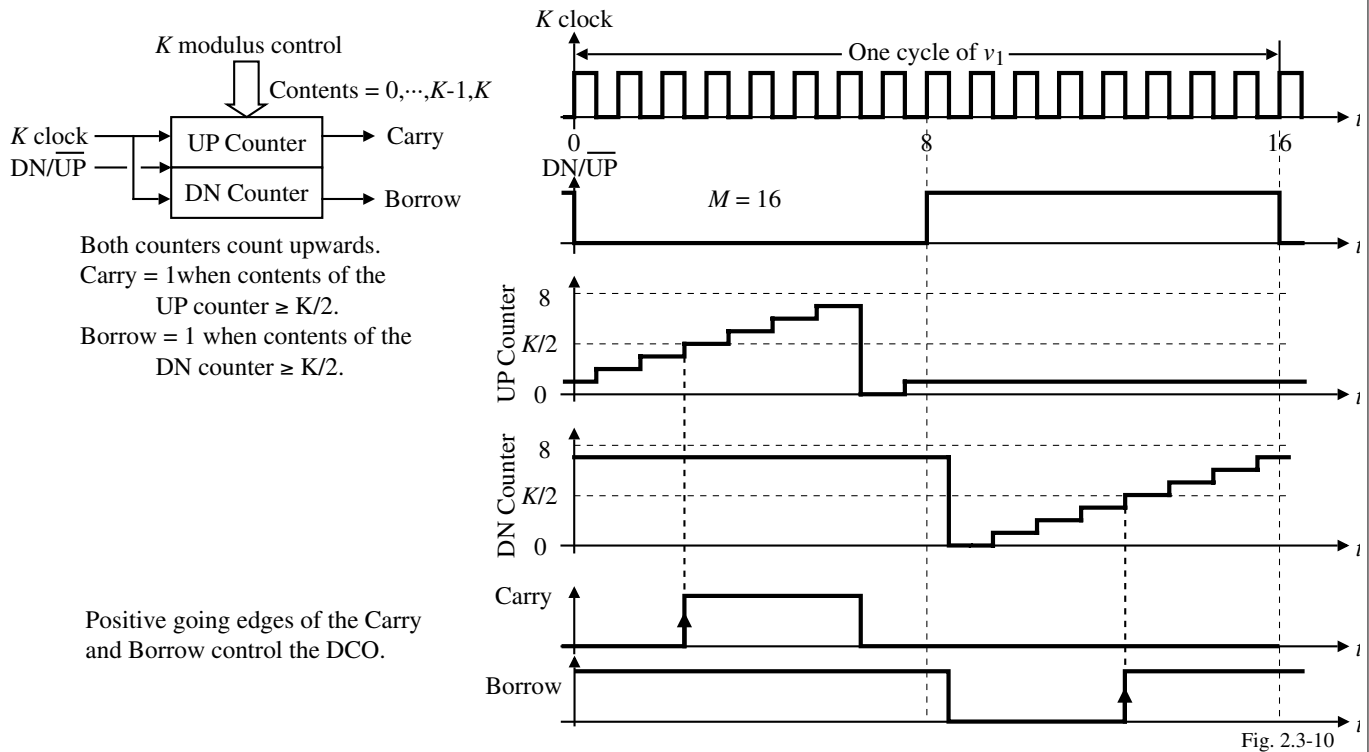 K modulus control
Contents = 0,···,K-1,K
K clock
DN/UP
UP Counter
DN Counter
Carry
Borrow
Both counters count upwards.
Carry = 1when contents of the
UP counter ≥ K/2.
Borrow = 1 when contents of the
DN counter ≥ K/2.
Positive going edges of the Carry
and Borrow control the DCO.
K clock
One cycle of v1
0
8
16
t
DN/UP
M = 16
t
UP Counter
8
K/2
0
t
DN Counter
8
K/2
0
t
Carry
t
Borrow
t
Fig. 2.3-10